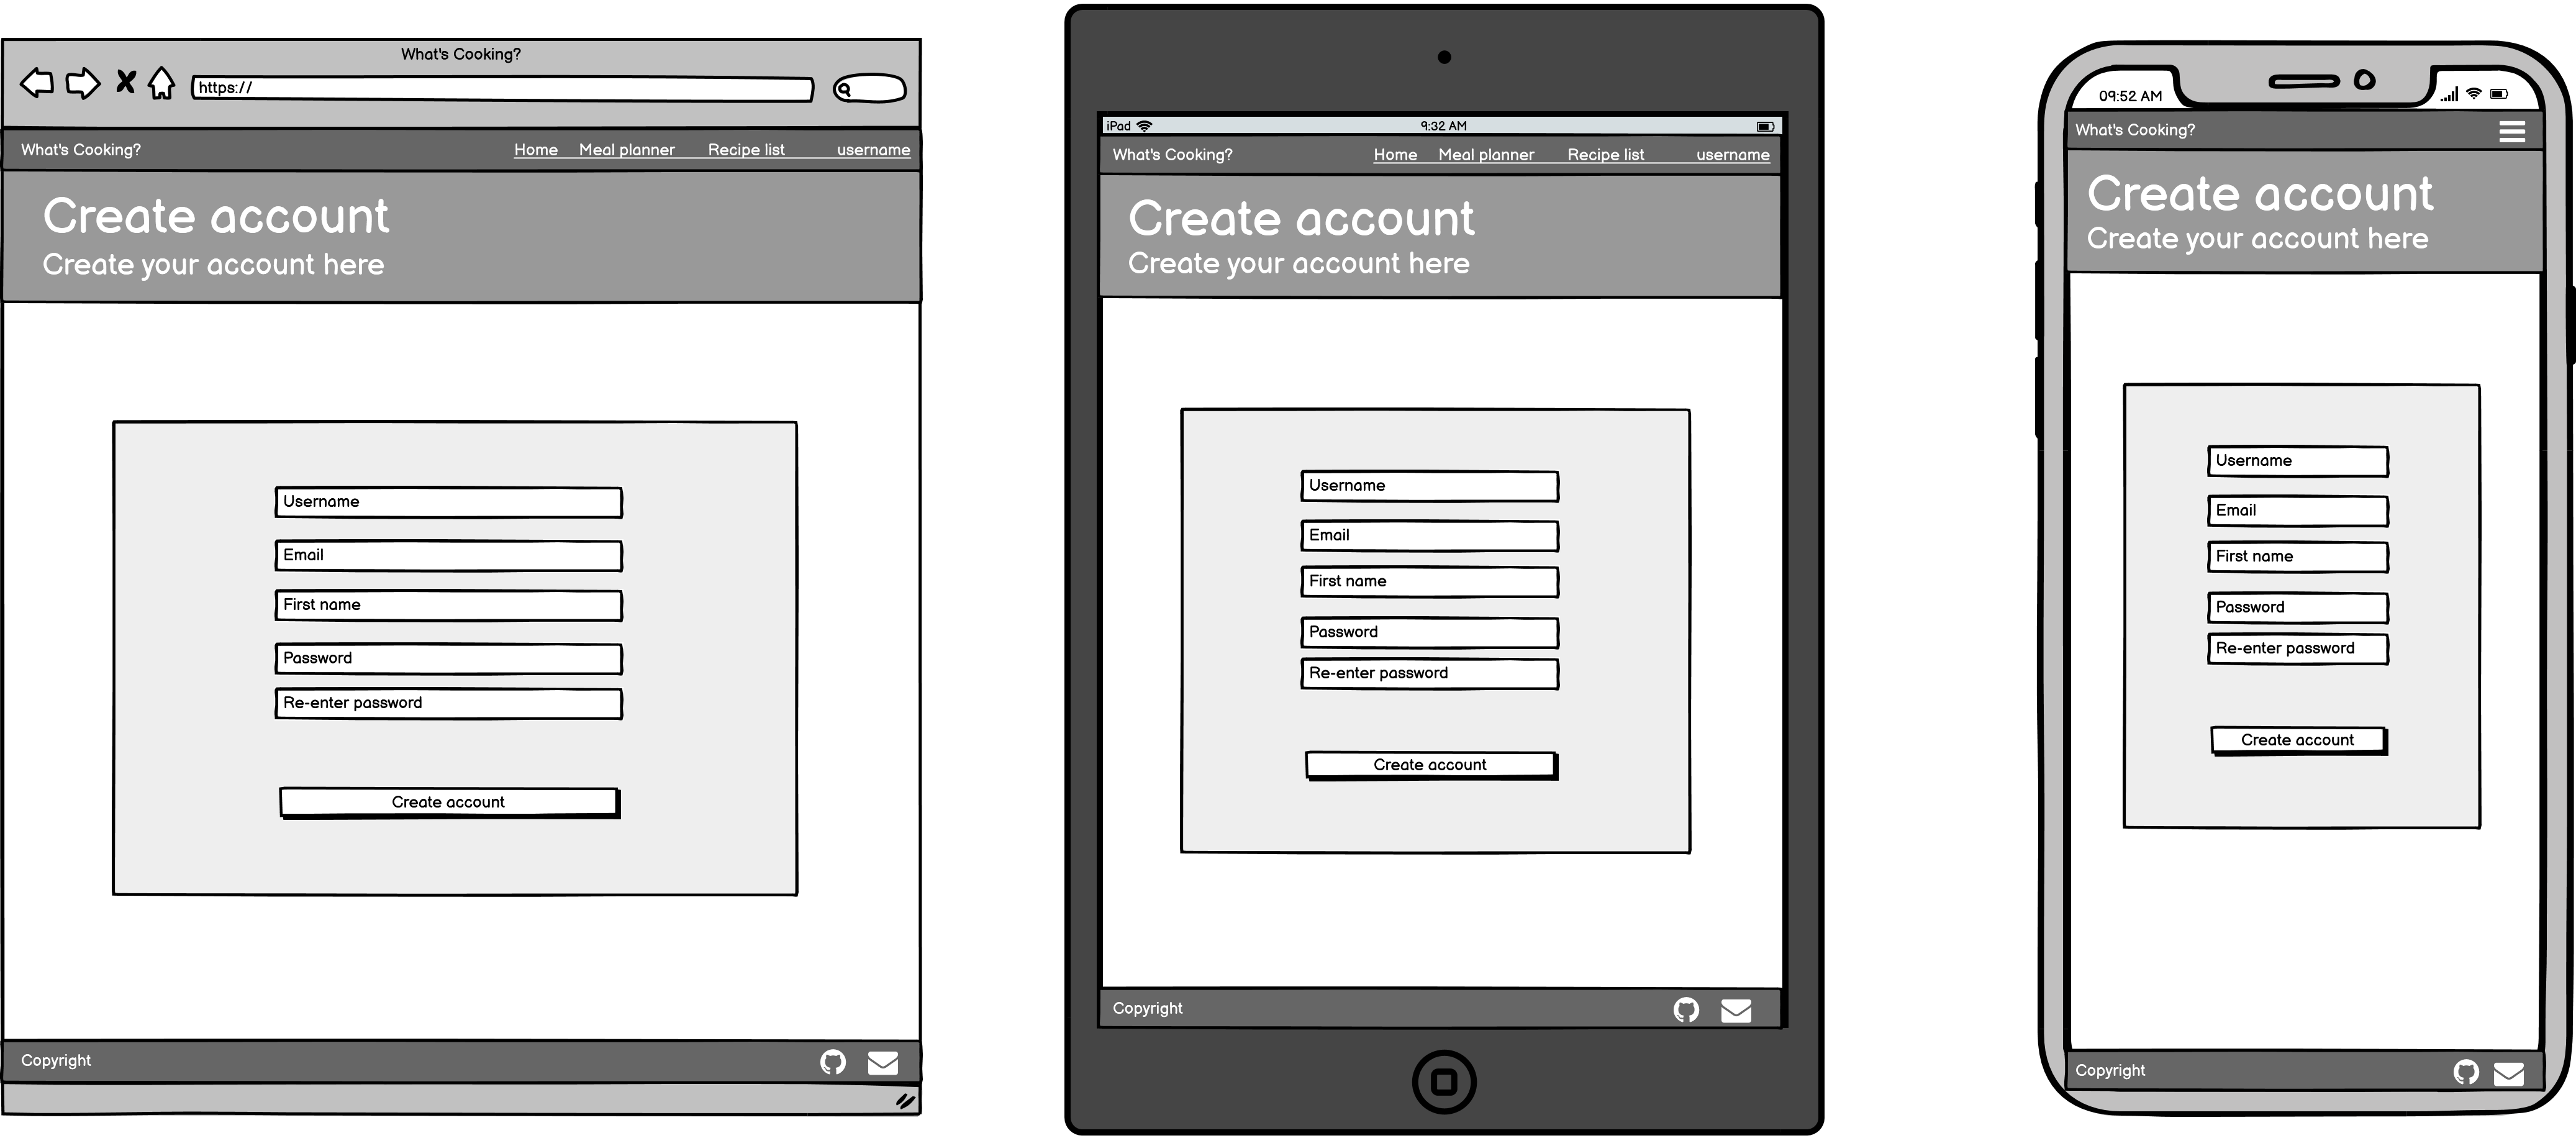 What's Cooking?
https://
What's Cooking? Home Meal planner Recipe list username
Create account
Create your account here
Username
Email
First name
Password
Re-enter password
Create account
Copyright
iPad 9:32 AM
What's Cooking? Home Meal planner Recipe list username
Create account
Create your account here
Username
Email
First name
Password
Re-enter password
Create account
Copyright
09:52 AM
What's Cooking?
Create account
Create your account here
Username
Email
First name
Password
Re-enter password
Create account
Copyright